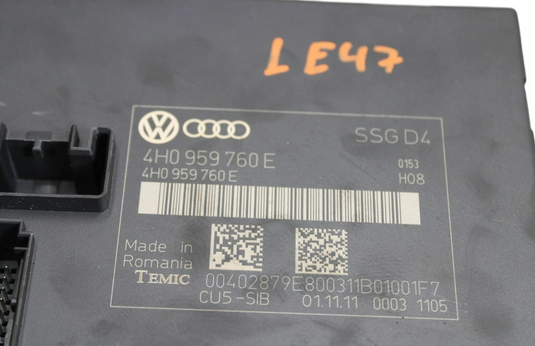 LE47
SSG D4
4H0 959 760 E
0153
4H0 959 760 E
H08
Made in
Romania
TEMIC
00402879E800311B01001F7
CU5-SIB 01.11.11 0003 1105